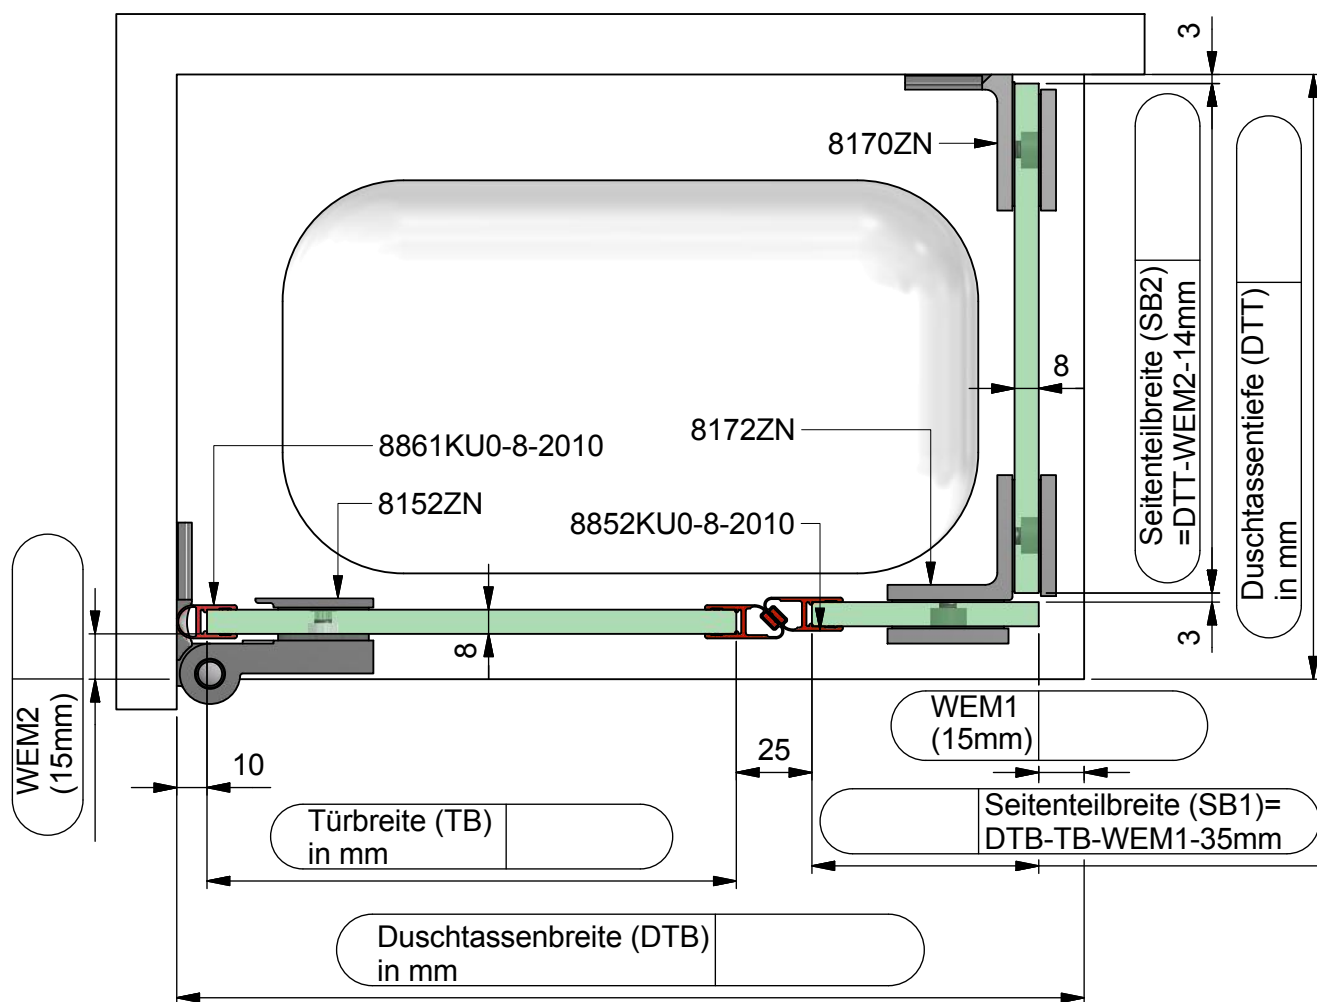 3
8170ZN
Seitenteilbreite (SB2)
=DTT-WEM2-14mm
Duschtassentiefe (DTT)
in mm
8
8172ZN
8861KU0-8-2010
8152ZN
8852KU0-8-2010
WEM2
(15mm)
8
3
WEM1
(15mm)
10
25
Türbreite (TB)
in mm
Seitenteilbreite (SB1)=
DTB-TB-WEM1-35mm
Duschtassenbreite (DTB)
in mm